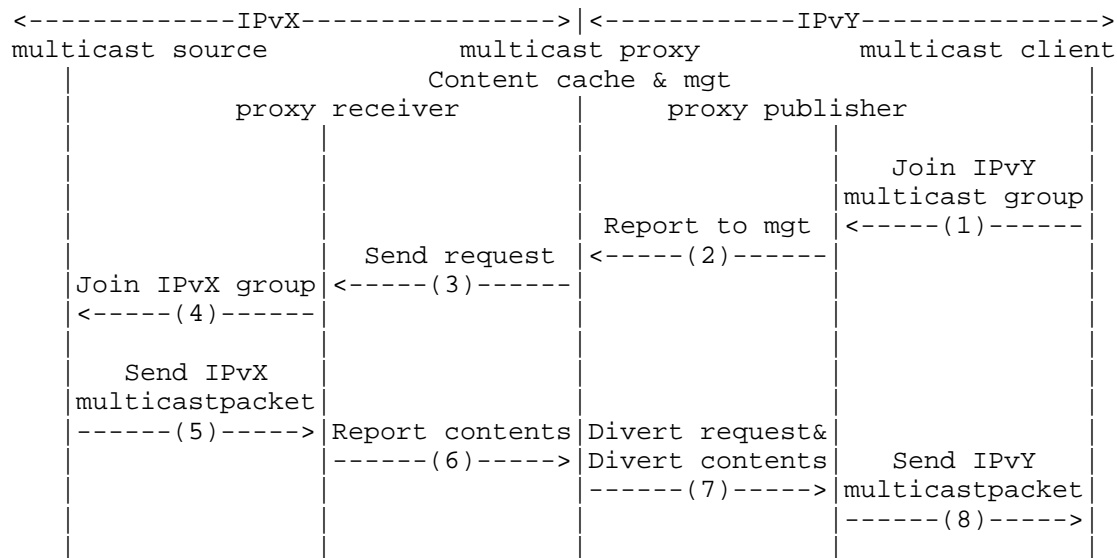 <-------------IPvX---------------->|<------------IPvY--------------->
multicast source multicast proxy multicast client
Content cache & mgt
proxy receiver proxy publisher
Join IPvY
multicast group
Report to mgt <-----(1)------
Send request <-----(2)------
Join IPvX group <-----(3)------
<-----(4)------
Send IPvX
multicastpacket
------(5)-----> Report contents Divert request&
------(6)-----> Divert contents Send IPvY
------(7)-----> multicastpacket
------(8)----->